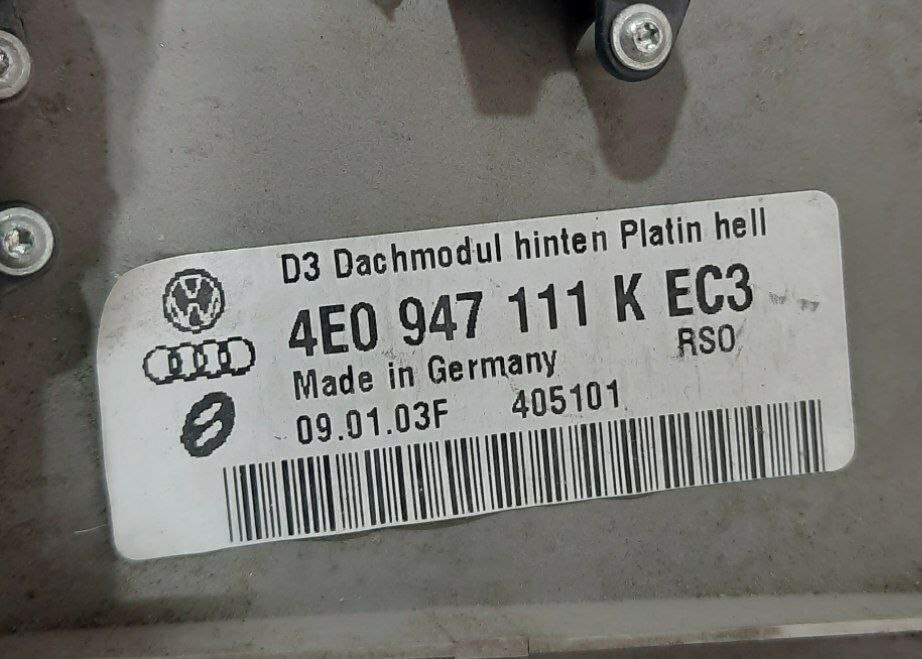 D3 Dachmodul hinten Platin hell
4E0 947 111 K EC3
RSO
Made in Germany
09.01.03F 405101